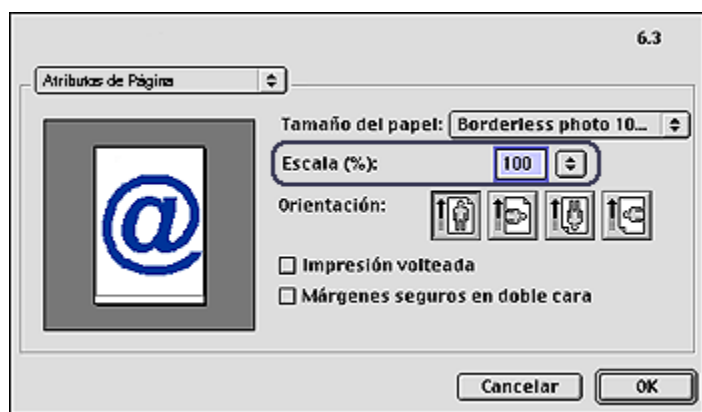 6.3
Atributos de Página
Tamaño del papel: Borderless photo 10...
Escala (%): 100
Orientación:
Impresión volteada
Márgenes seguros en doble cara
@
Cancelar OK